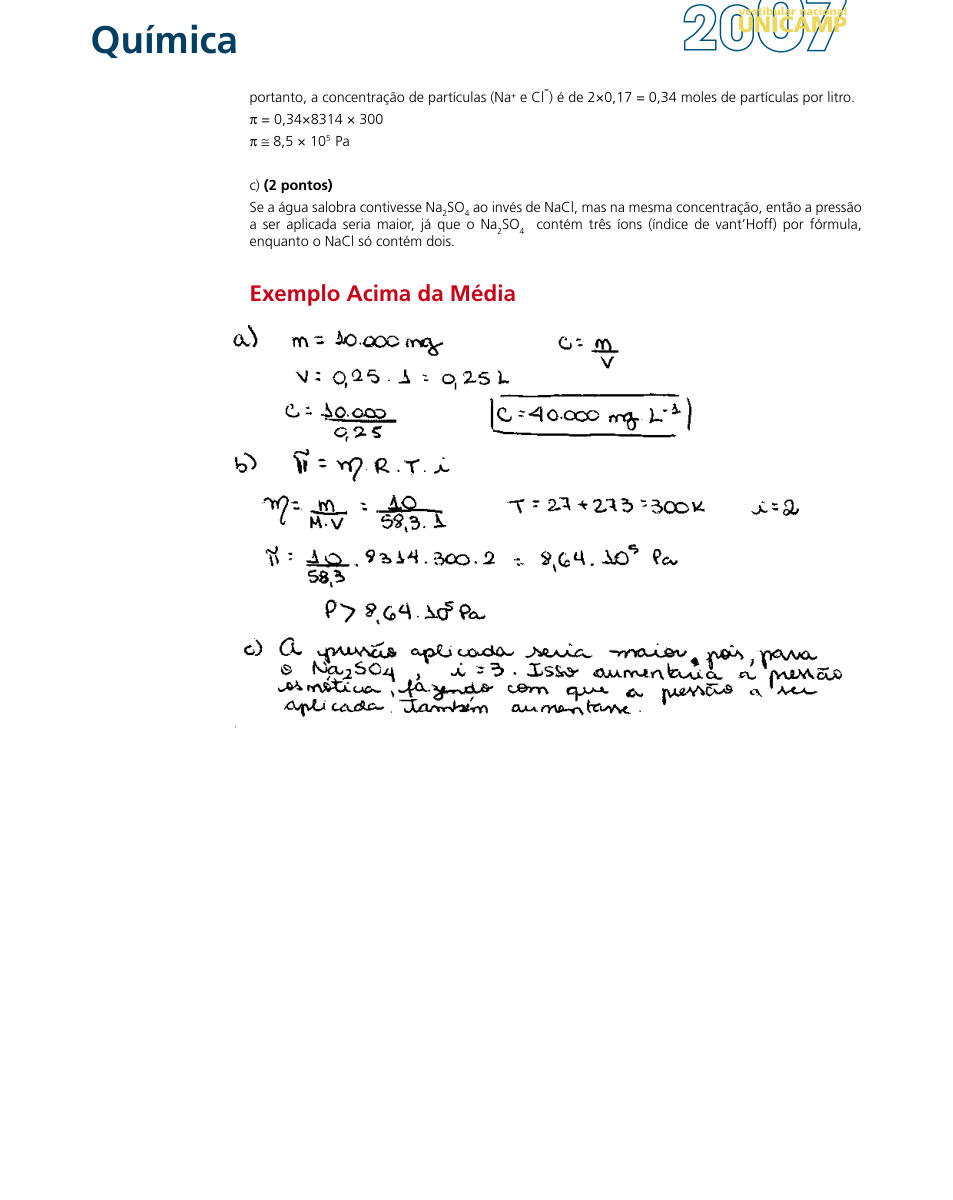 Química
2007
vestibular nacional
UNICAMP
portanto, a concentração de partículas (Na⁺ e Cl⁻) é de 2×0,17 = 0,34 moles de partículas por litro.
π = 0,34×8314 × 300
π ≅ 8,5 × 10⁵ Pa
c) (2 pontos)
Se a água salobra contivesse Na₂SO₄ ao invés de NaCl, mas na mesma concentração, então a pressão
a ser aplicada seria maior, já que o Na₂SO₄ contém três íons (índice de vant’Hoff) por fórmula,
enquanto o NaCl só contém dois.
Exemplo Acima da Média
a) m = 10.000 mg C = m/V
V = 0,25 . 1 = 0,25 L
C = 10.000/0,25 C = 40.000 mg L⁻¹
b) π = M . R . T . i
M = m/M.V = 10/58,3 . 1 T = 27 + 273 = 300K i = 2
π = 10/58,3 . 8314 . 300 . 2 = 8,64 . 10⁵ Pa
P > 8,64 . 10⁵ Pa
c) A pressão aplicada seria maior, pois, para
o Na₂SO4, i = 3. Isso aumentaria a pressão
osmótica, fazendo com que a pressão a ser
aplicada também aumentasse.